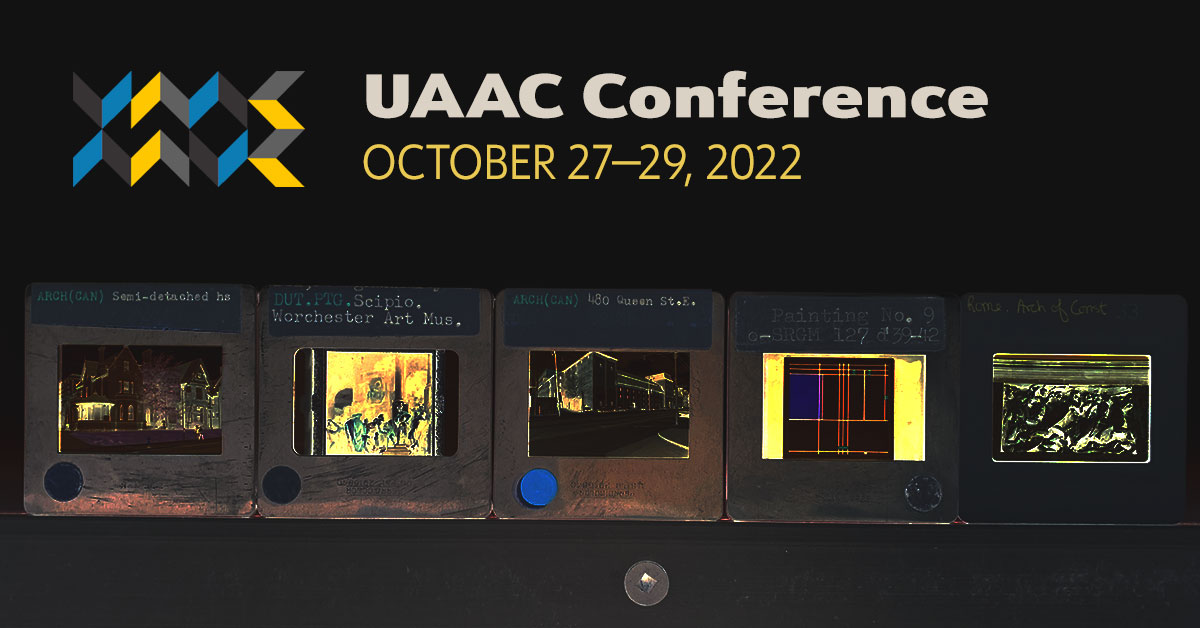 UAAC Conference
OCTOBER 27–29, 2022
ARCH(CAN) Semi-detached hs
DUT.PTG.Scipio.
Worchester Art Mus.
ARCH(CAN) 480 Queen St.E.
Painting No. 9
c-SRGM 127 d'39-42
Rome. Arch of Const